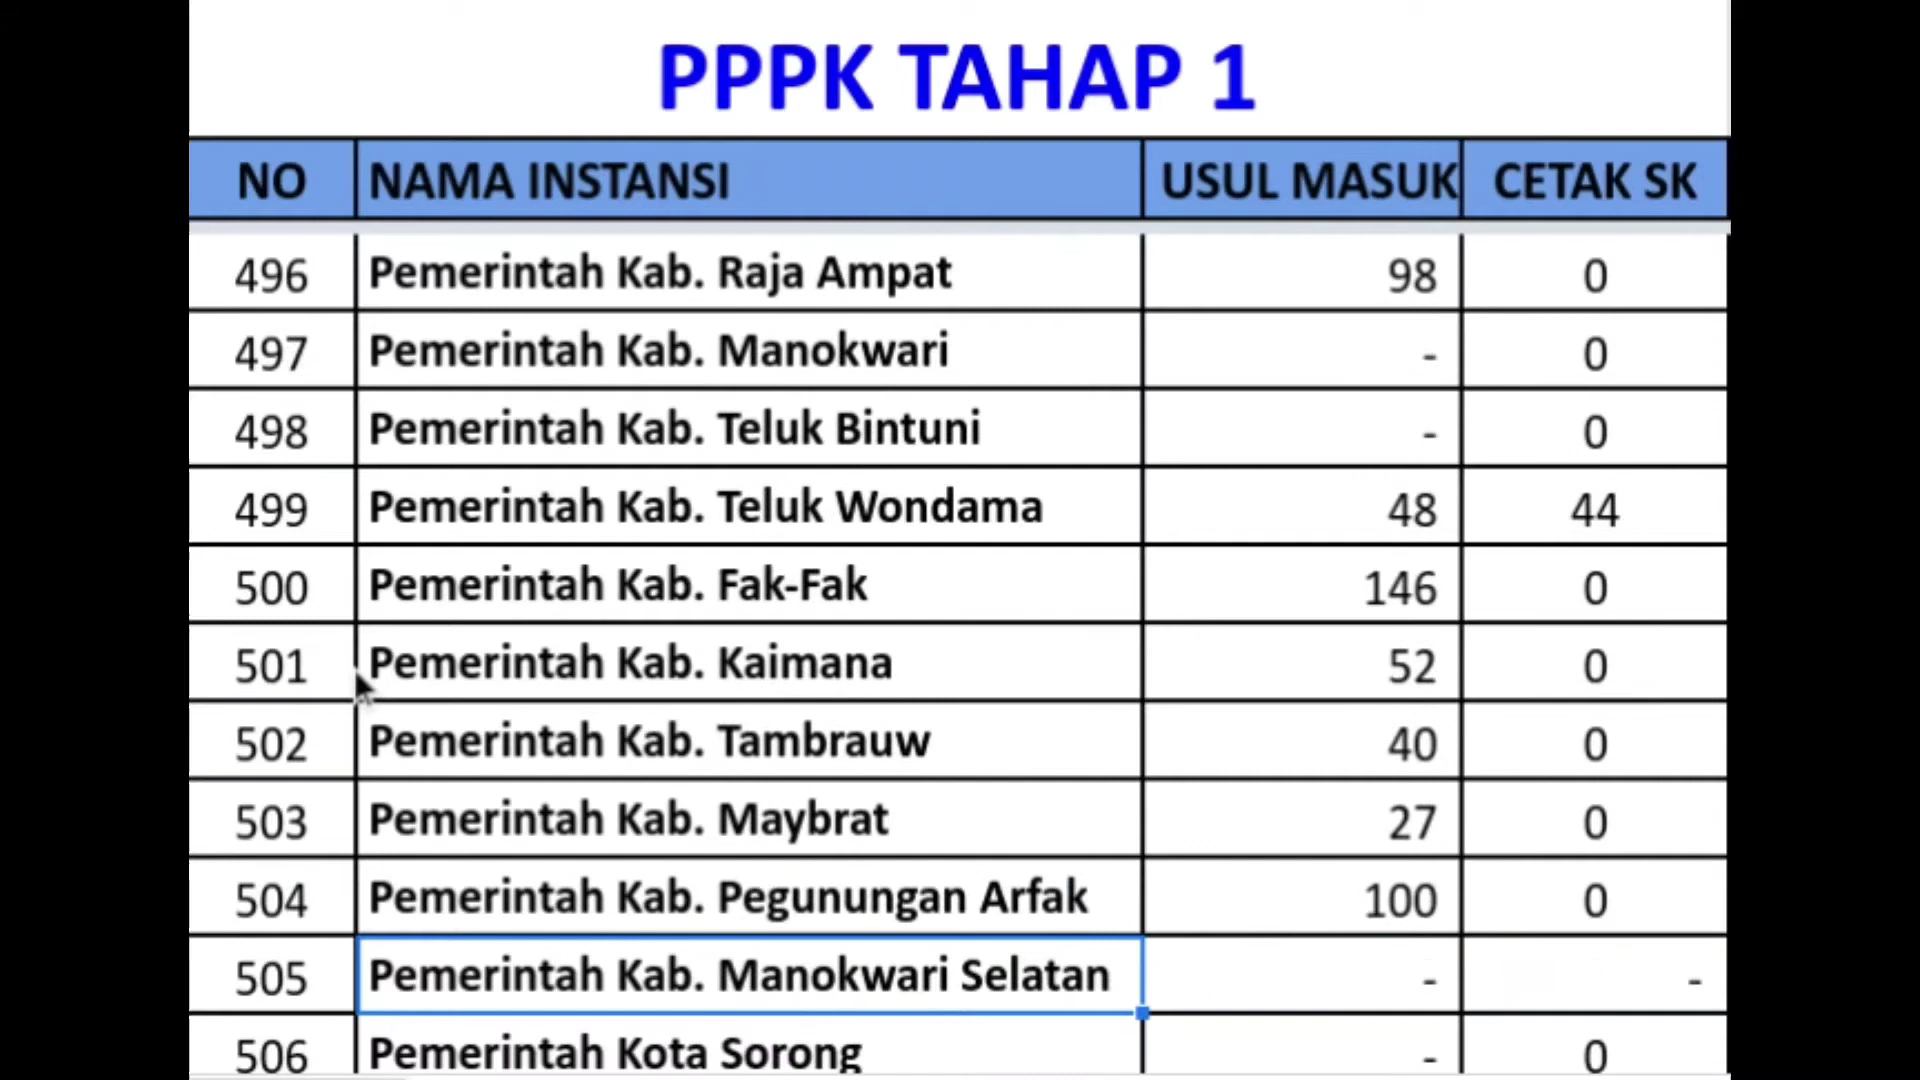 PPPK TAHAP 1
NO NAMA INSTANSI USUL MASUK CETAK SK
496 Pemerintah Kab. Raja Ampat 98 0
497 Pemerintah Kab. Manokwari - 0
498 Pemerintah Kab. Teluk Bintuni - 0
499 Pemerintah Kab. Teluk Wondama 48 44
500 Pemerintah Kab. Fak-Fak 146 0
501 Pemerintah Kab. Kaimana 52 0
502 Pemerintah Kab. Tambrauw 40 0
503 Pemerintah Kab. Maybrat 27 0
504 Pemerintah Kab. Pegunungan Arfak 100 0
505 Pemerintah Kab. Manokwari Selatan - -
506 Pemerintah Kota Sorong - 0